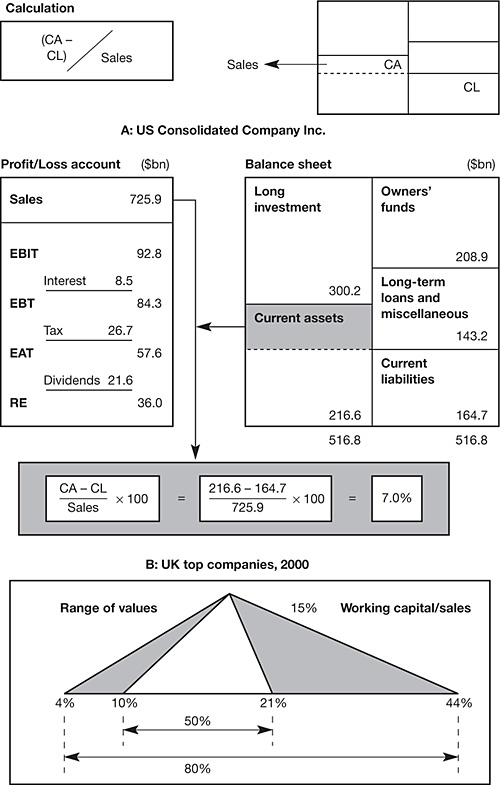 Calculation
(CA –
CL)
Sales
Sales
CA
CL
A: US Consolidated Company Inc.
Profit/Loss account ($bn)
Sales 725.9
EBIT 92.8
Interest 8.5
EBT 84.3
Tax 26.7
EAT 57.6
Dividends 21.6
RE 36.0
Balance sheet ($bn)
Long
investment
300.2
Current assets
216.6
516.8
Owners'
funds
208.9
Long-term
loans and
miscellaneous
143.2
Current
liabilities
164.7
516.8
CA – CL
Sales
× 100
=
216.6 – 164.7
725.9
× 100
=
7.0%
B: UK top companies, 2000
Range of values
15%
Working capital/sales
4% 10% 21% 44%
50%
80%